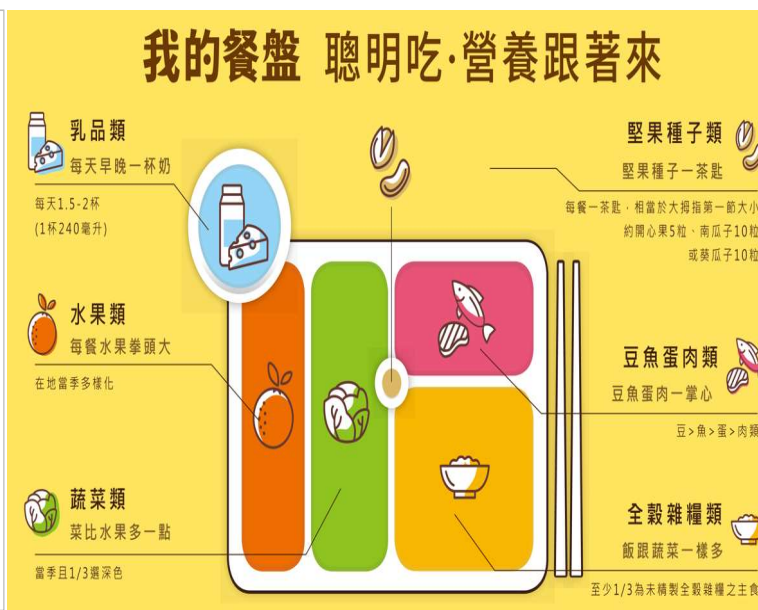 我的餐盤 聰明吃·營養跟著來
乳品類
每天早晚一杯奶
每天1.5-2杯
(1杯240毫升)
水果類
每餐水果拳頭大
在地當季多樣化
蔬菜類
菜比水果多一點
當季且1/3選深色
堅果種子類
堅果種子一茶匙
每餐一茶匙，相當於大拇指第一節大小
約開心果5粒、南瓜子10粒
或葵瓜子10粒
豆魚蛋肉類
豆魚蛋肉一掌心
豆>魚>蛋>肉類
全穀雜糧類
飯跟蔬菜一樣多
至少1/3為未精製全穀雜糧之主食